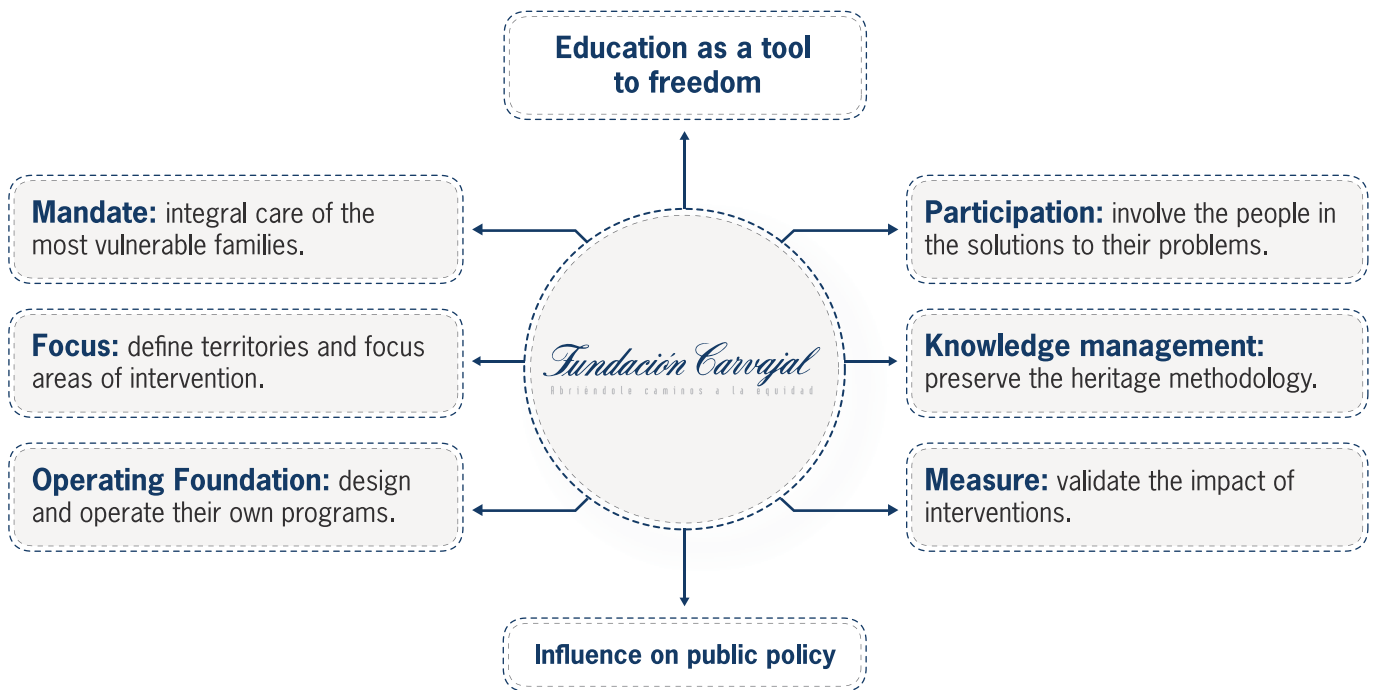 Education as a tool
to freedom
Mandate: integral care of the
most vulnerable families.
Participation: involve the people in
the solutions to their problems.
Focus: define territories and focus
areas of intervention.
Fundación Carvajal
Abriéndole caminos a la equidad
Knowledge management:
preserve the heritage methodology.
Operating Foundation: design
and operate their own programs.
Measure: validate the impact of
interventions.
Influence on public policy